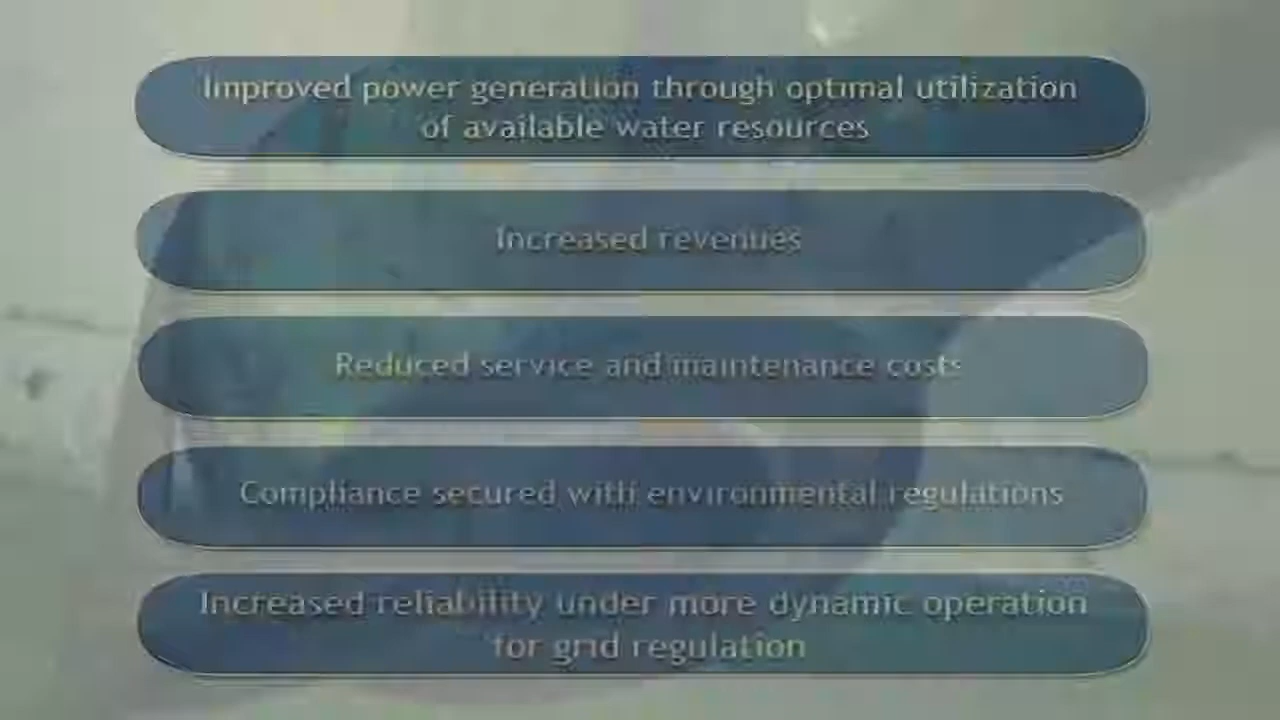 Improved power generation through optimal utilization
of available water resources
Increased revenues
Reduced service and maintenance costs
Compliance secured with environmental regulations
Increased reliability under more dynamic operation
for grid regulation